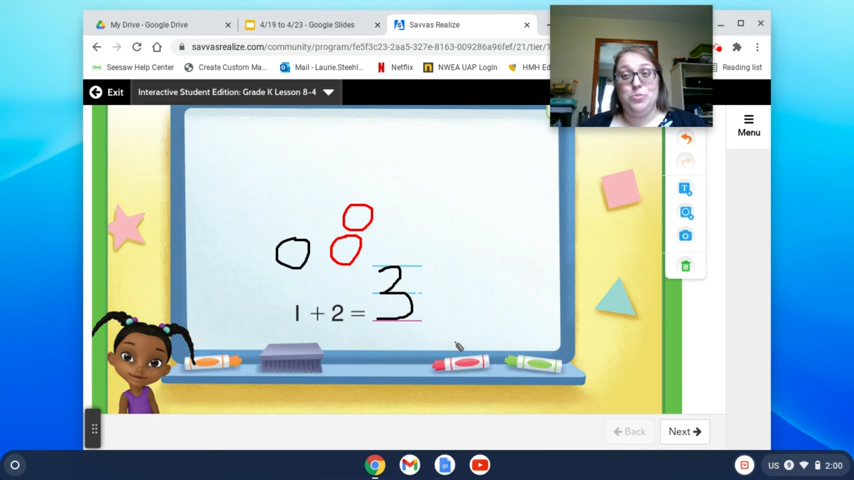 My Drive - Google Drive
4/19 to 4/23 - Google Slides
Savvas Realize
savvasrealize.com/community/program/fe5f3c23-2aa5-327e-8163-009286a96fef/21/tier/1
Seesaw Help Center
Create Custom Ma...
Mail - Laurie.Steehl...
Netflix
NWEA UAP Login
HMH Ed
Reading list
Exit
Interactive Student Edition: Grade K Lesson 8-4
Menu
T
1 + 2 = 3
Back
Next
US
2:00